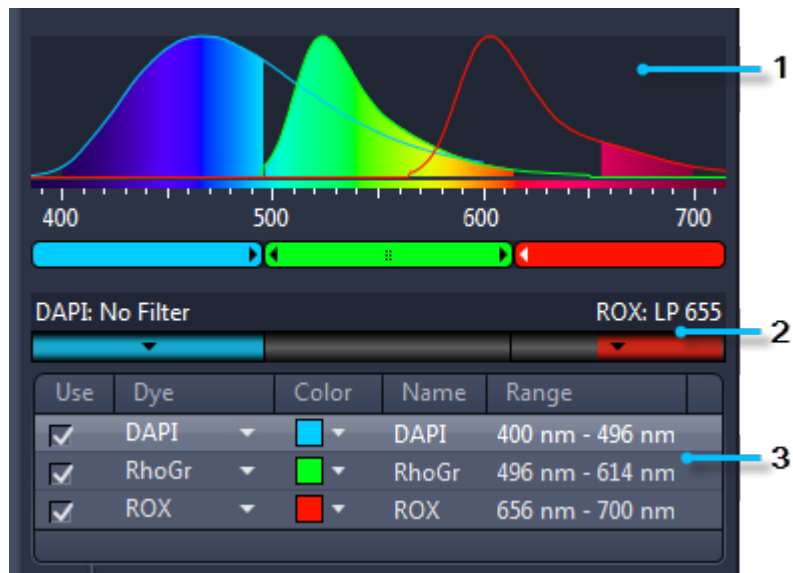 1
400 500 600 700
DAPI: No Filter ROX: LP 655
2
Use Dye Color Name Range
DAPI DAPI 400 nm - 496 nm
3
RhoGr RhoGr 496 nm - 614 nm
ROX ROX 656 nm - 700 nm